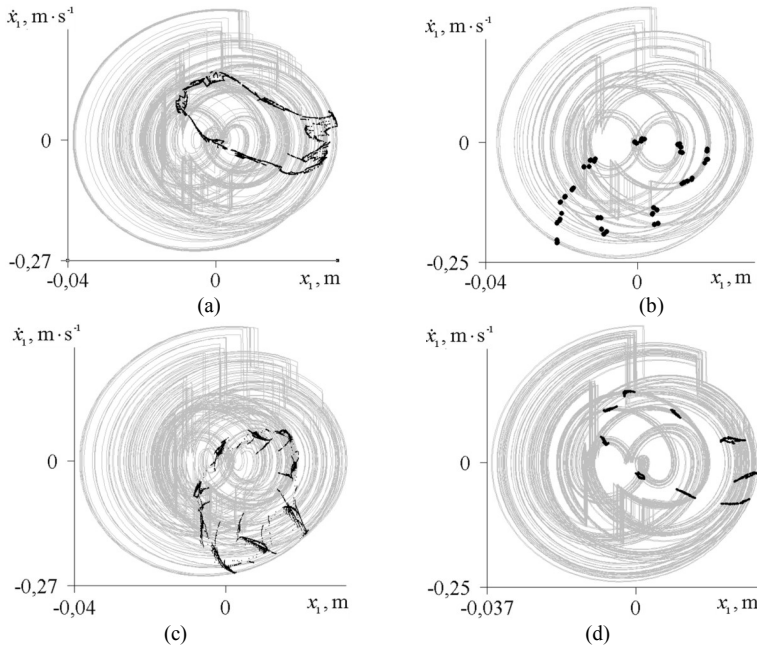 ẋ₁, m·s⁻¹
0
-0,27
-0,04
0
x₁, m
(a)
ẋ₁, m·s⁻¹
0
-0,25
-0,04
0
x₁, m
(b)
ẋ₁, m·s⁻¹
0
-0,27
-0,04
0
x₁, m
(c)
ẋ₁, m·s⁻¹
0
-0,25
-0,037
0
x₁, m
(d)